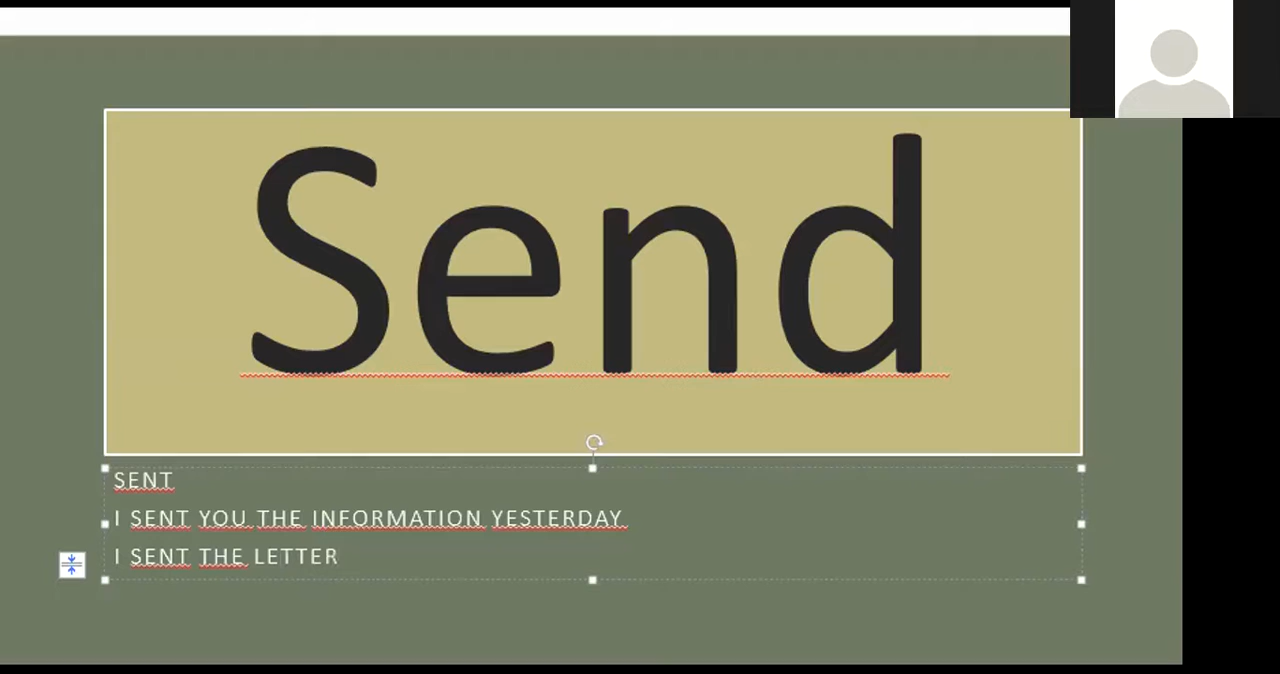 Send
SENT
I SENT YOU THE INFORMATION YESTERDAY
I SENT THE LETTER